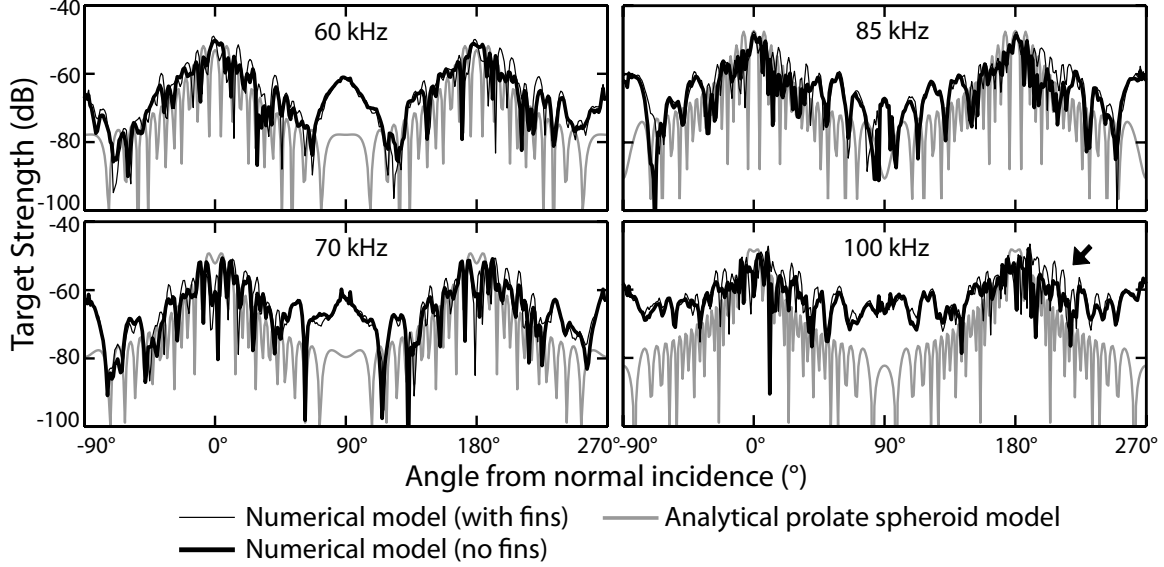 -40
-60
-80
-100
60 kHz
85 kHz
-40
-60
-80
-100
70 kHz
100 kHz
Target Strength (dB)
-90° 0° 90° 180° 270°
-90° 0° 90° 180° 270°
Angle from normal incidence (°)
Numerical model (with fins)
Analytical prolate spheroid model
Numerical model (no fins)